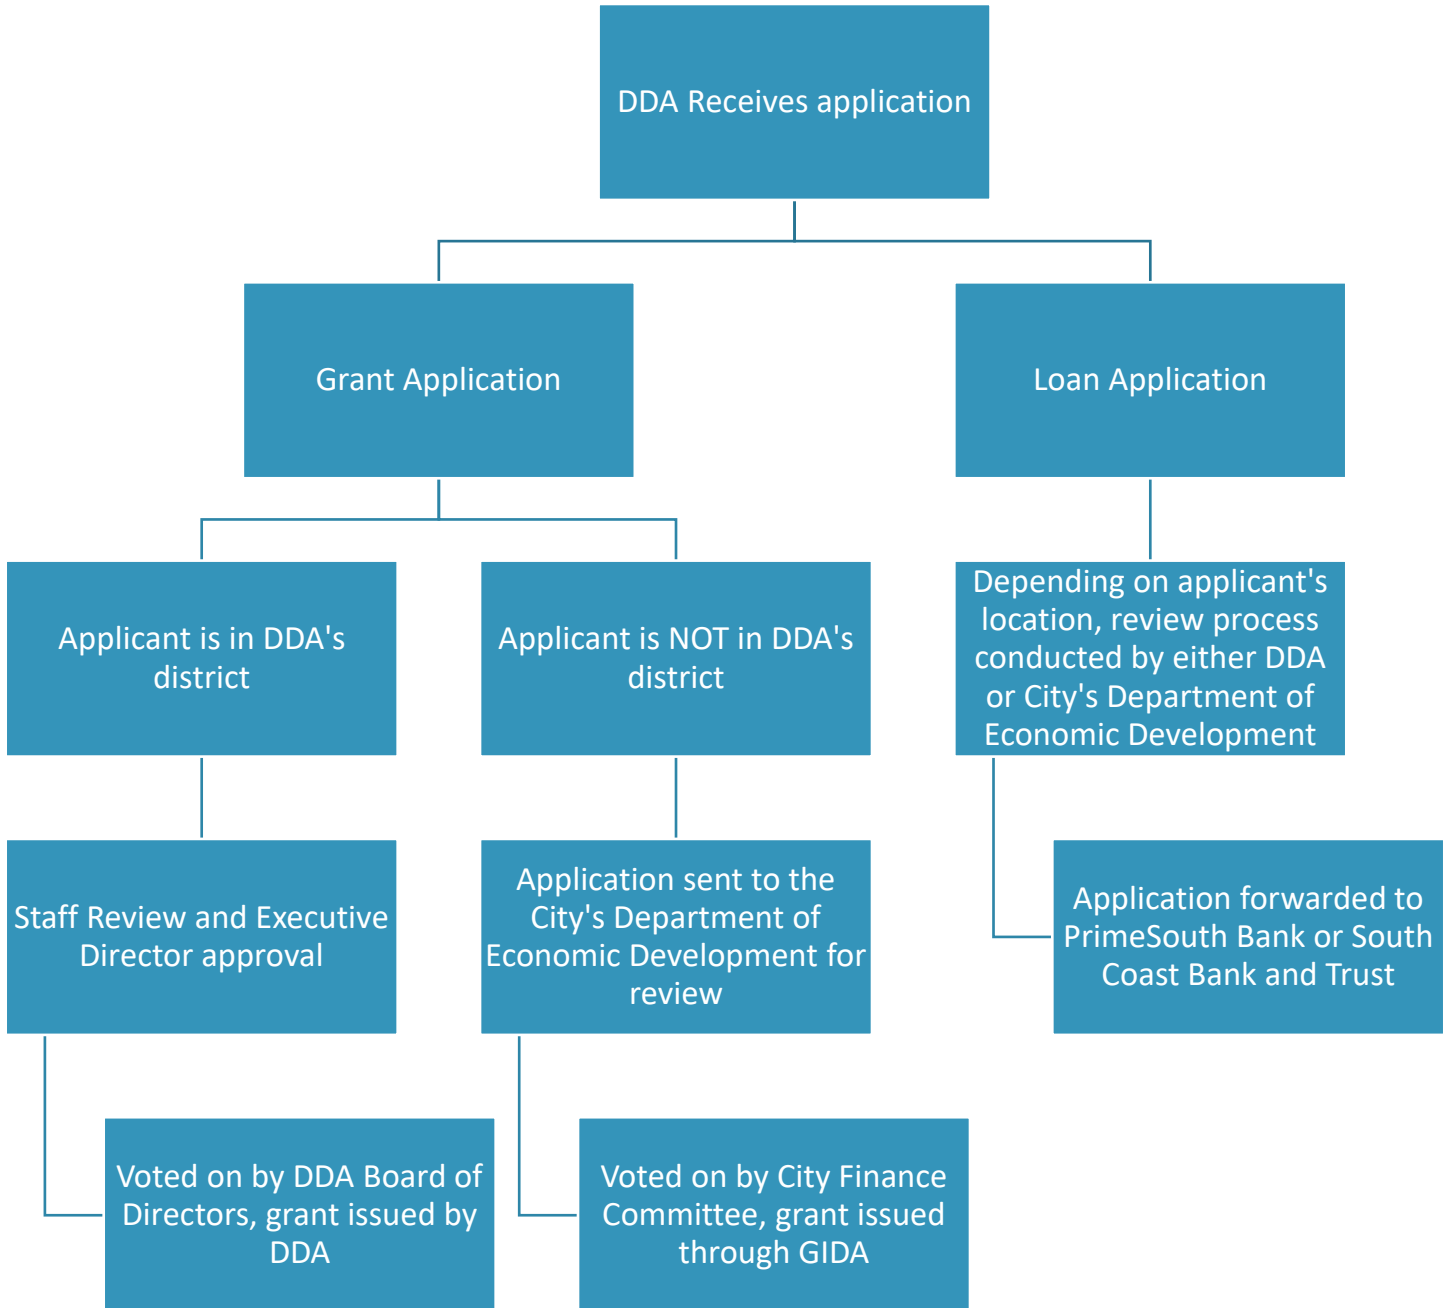 DDA Receives application
Grant Application
Loan Application
Applicant is in DDA's
district
Applicant is NOT in DDA's
district
Depending on applicant's
location, review process
conducted by either DDA
or City's Department of
Economic Development
Staff Review and Executive
Director approval
Application sent to the
City's Department of
Economic Development for
review
Application forwarded to
PrimeSouth Bank or South
Coast Bank and Trust
Voted on by DDA Board of
Directors, grant issued by
DDA
Voted on by City Finance
Committee, grant issued
through GIDA